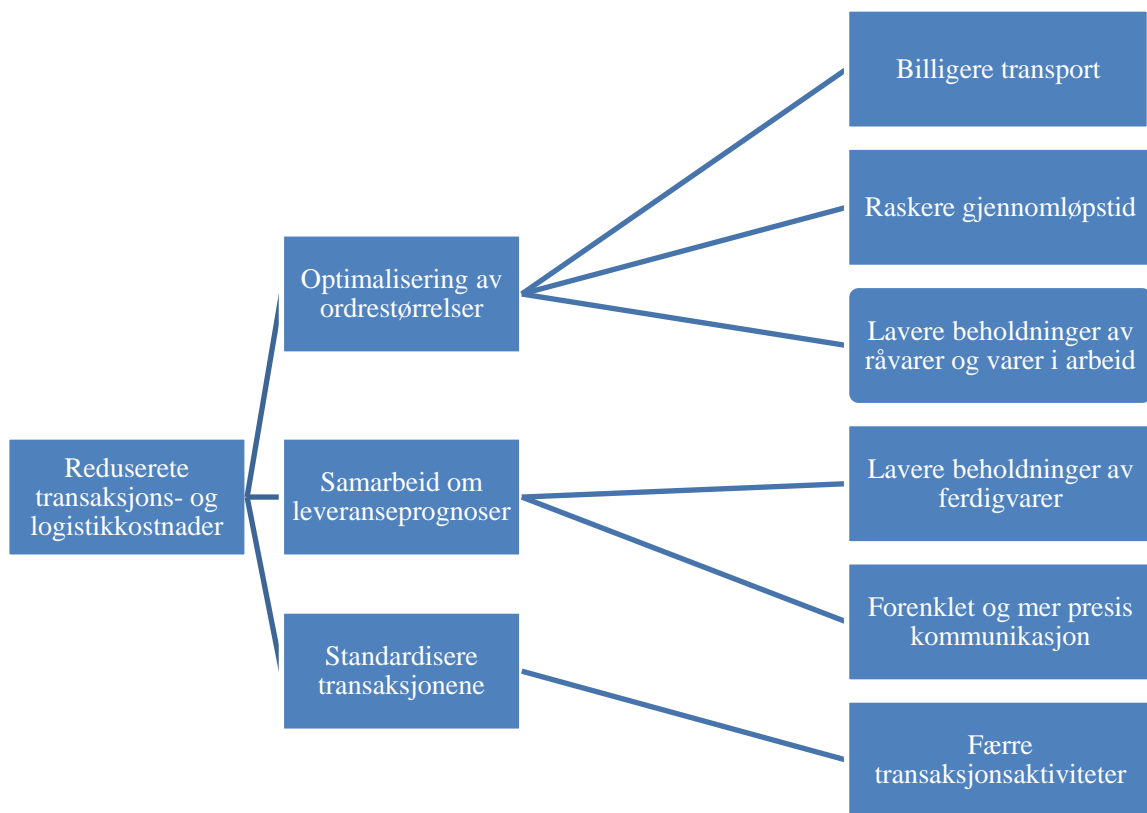 Billigere transport
Raskere gjennomløpstid
Optimalisering av
ordrestørrelser
Lavere beholdninger av
råvarer og varer i arbeid
Reduserete
transaksjons- og
logistikkostnader
Samarbeid om
leveranseprognoser
Lavere beholdninger av
ferdigvarer
Forenklet og mer presis
kommunikasjon
Standardisere
transaksjonene
Færre
transaksjonsaktiviteter